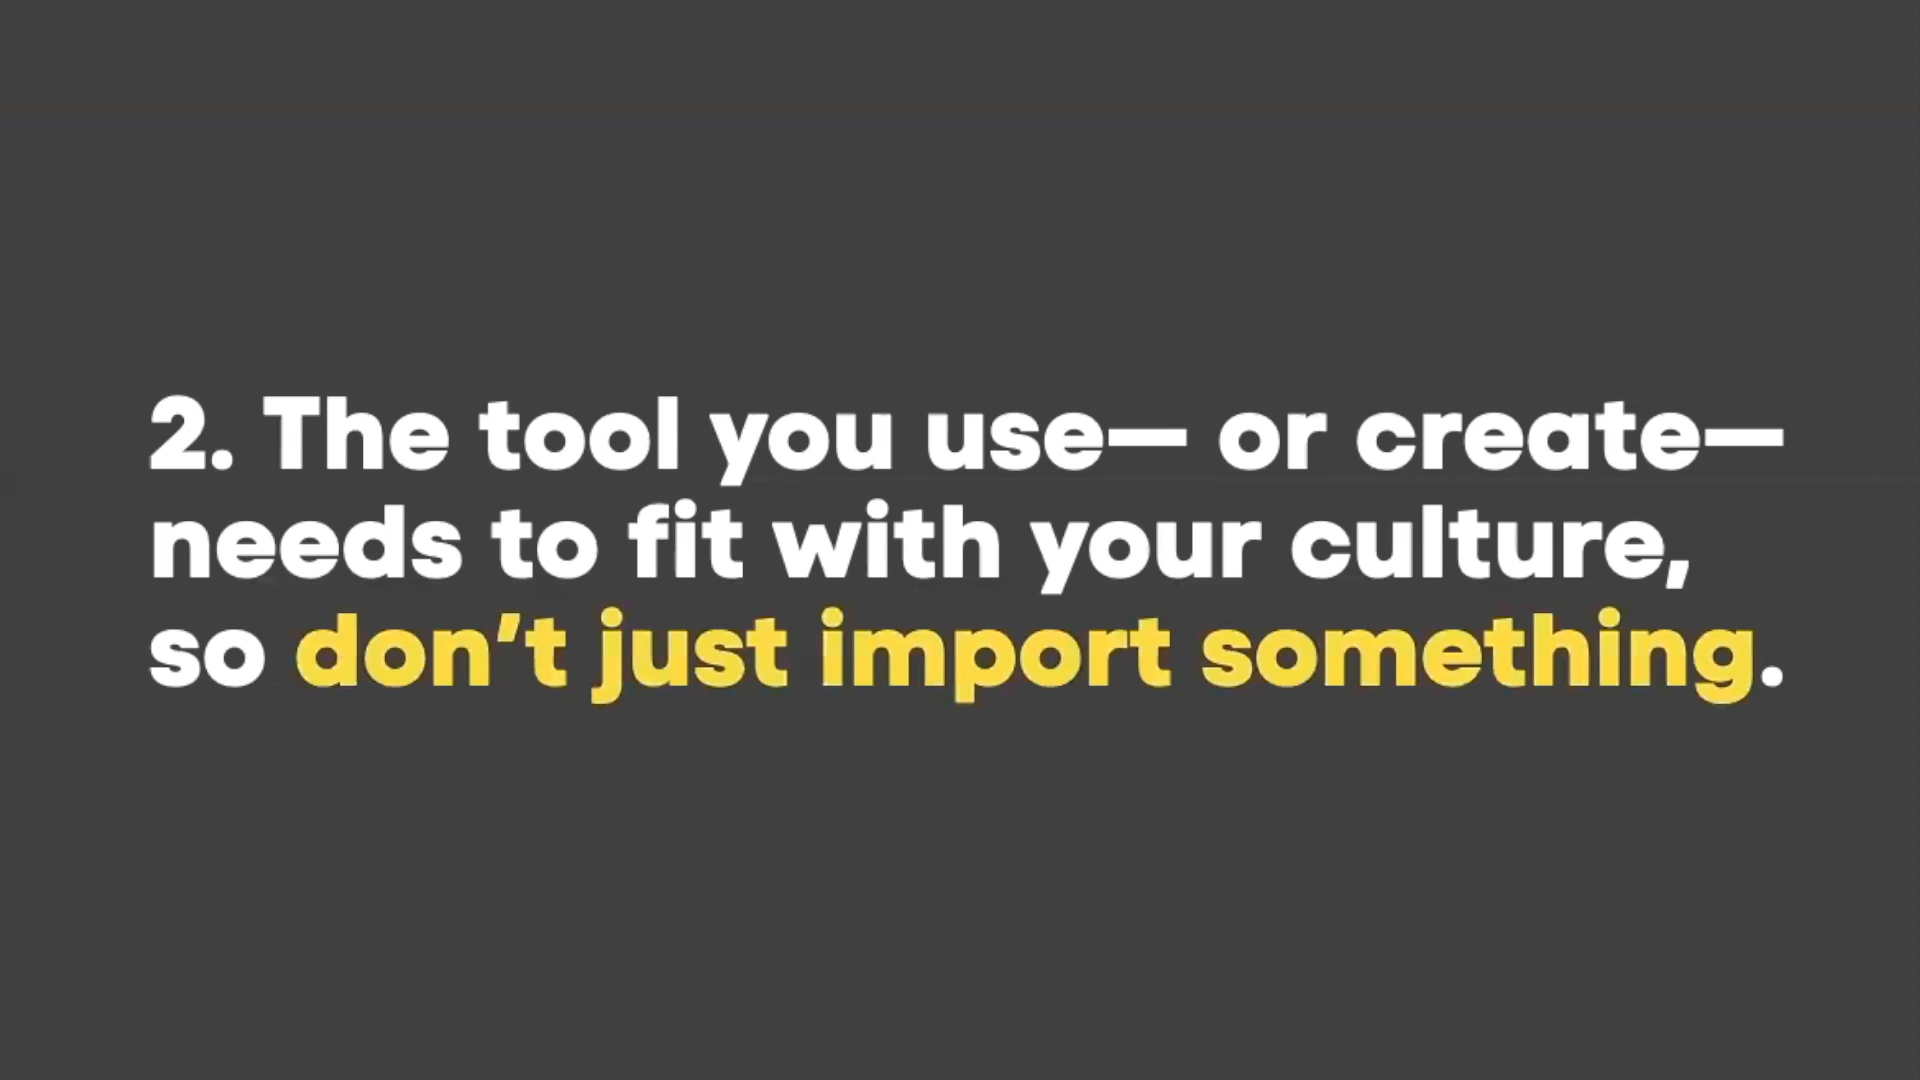 2. The tool you use— or create—
needs to fit with your culture,
so don’t just import something.